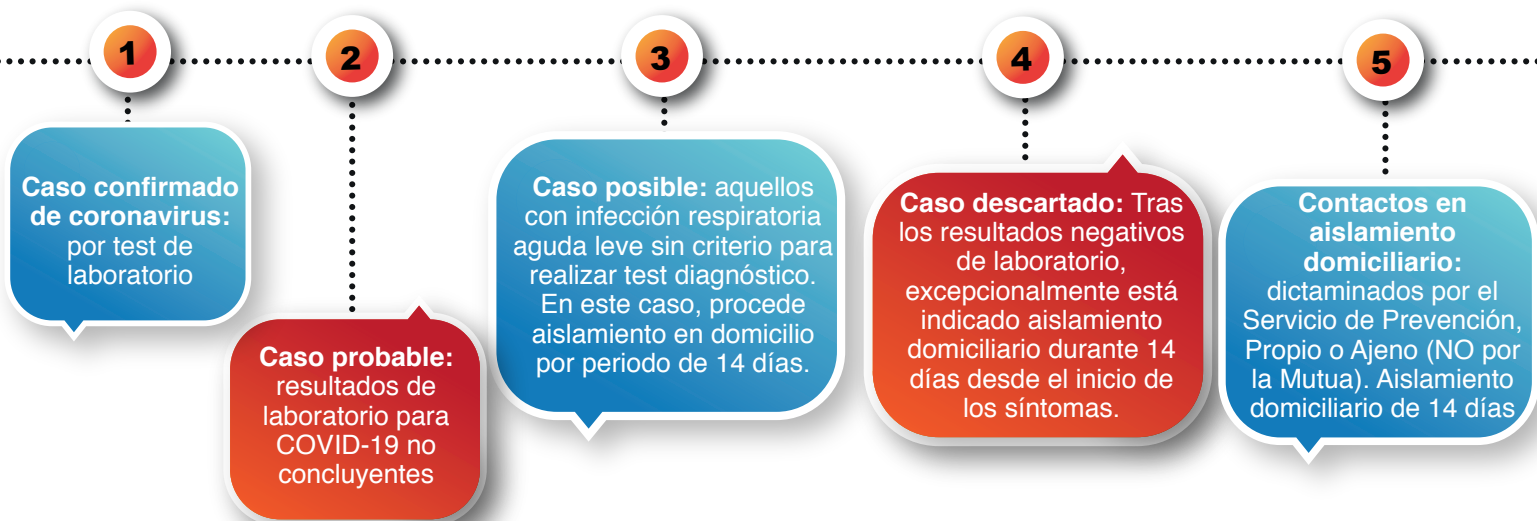 1
2
3
4
5
Caso confirmado
de coronavirus:
por test de
laboratorio
Caso probable:
resultados de
laboratorio para
COVID-19 no
concluyentes
Caso posible: aquellos
con infección respiratoria
aguda leve sin criterio para
realizar test diagnóstico.
En este caso, procede
aislamiento en domicilio
por periodo de 14 días.
Caso descartado: Tras
los resultados negativos
de laboratorio,
excepcionalmente está
indicado aislamiento
domiciliario durante 14
días desde el inicio de
los síntomas.
Contactos en
aislamiento
domiciliario:
dictaminados por el
Servicio de Prevención,
Propio o Ajeno (NO por
la Mutua). Aislamiento
domiciliario de 14 días